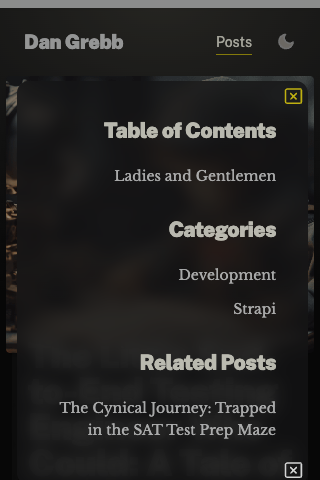 Dan Grebb
Posts
Table of Contents
Ladies and Gentlemen
Categories
Development
Strapi
Related Posts
The Cynical Journey: Trapped
in the SAT Test Prep Maze